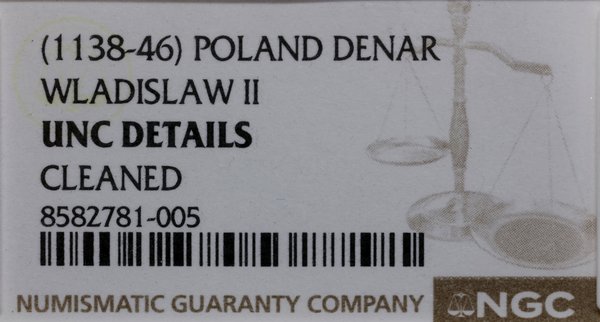 (1138-46) POLAND DENAR
WLADISLAW II
UNC DETAILS
CLEANED
8582781-005
NUMISMATIC GUARANTY COMPANY NGC